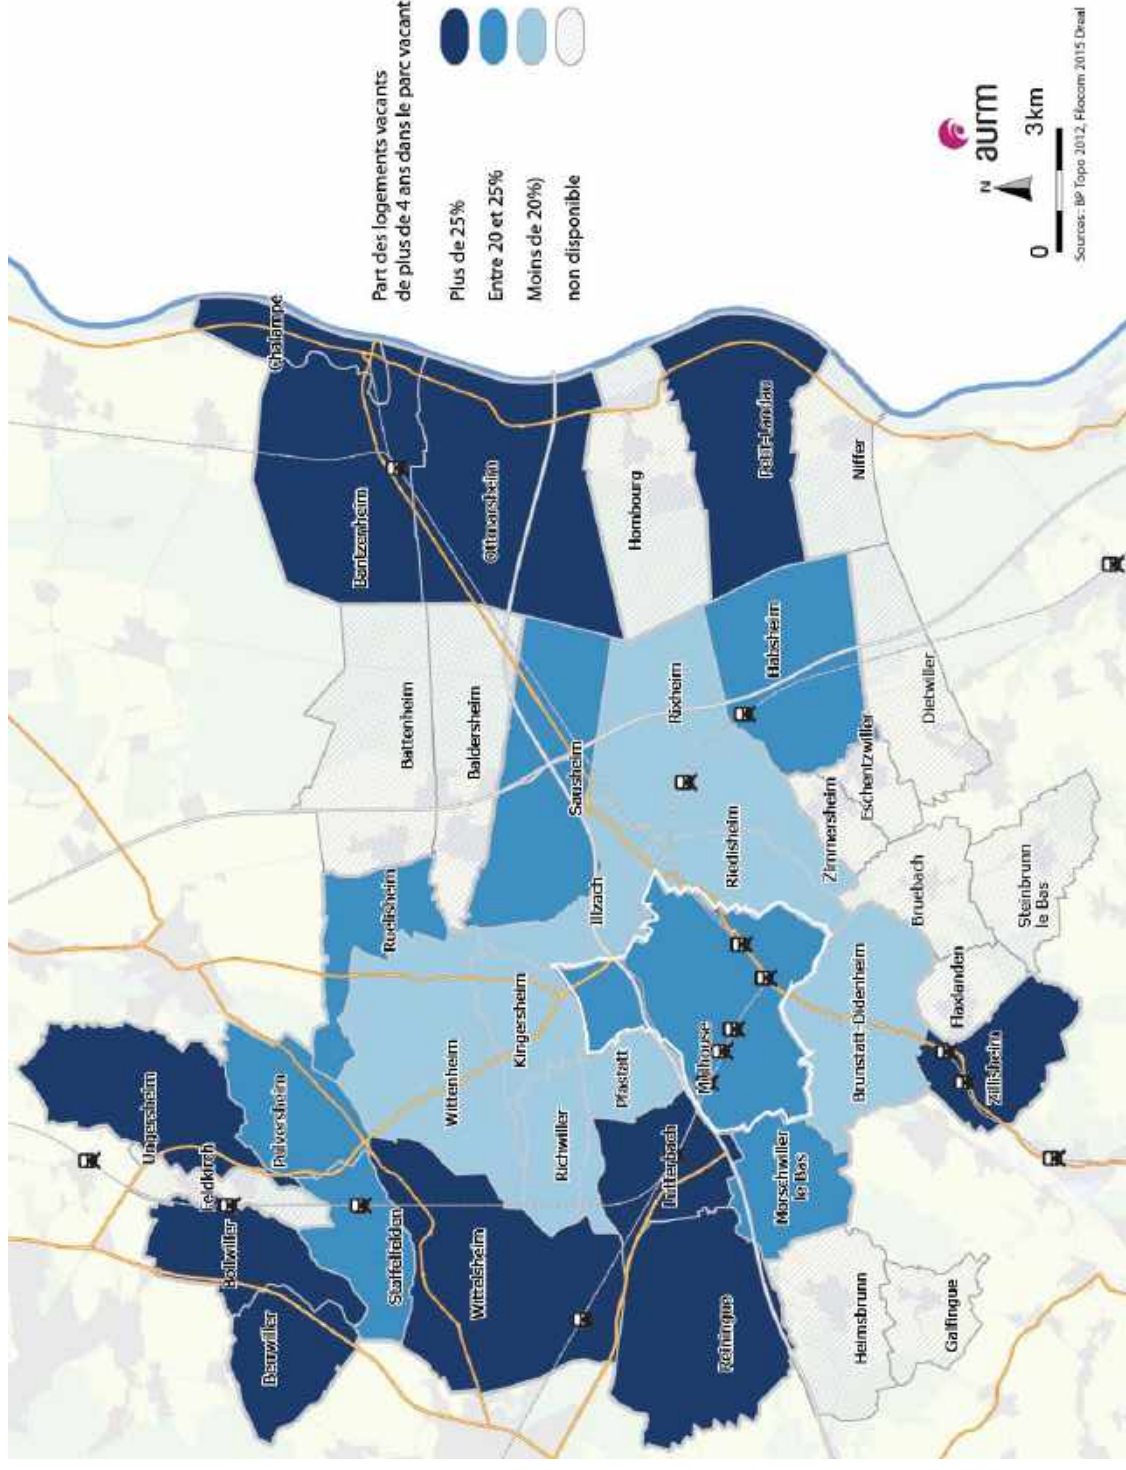 Part des logements vacants
de plus de 4 ans dans le parc vacant
Plus de 25%
Entre 20 et 25%
Moins de 20%)
non disponible
Chalampe
Bantzenheim
Ottmarsheim
Hombourg
Petit-Landau
Niffer
Battenheim
Baldersheim
Sausheim
Rixheim
Habsheim
Dietwiller
Eschentzwiller
Zimmersheim
Riedisheim
Illzach
Ruelisheim
Bruebach
Steinbrunn
le Bas
Flaxlanden
Brunstatt-Didenheim
Zillisheim
Mulhouse
Pfastatt
Kingersheim
Wittenheim
Richwiller
Lutterbach
Morschwiller
le Bas
Ungersheim
Pulversheim
Feldkirch
Bollwiller
Staffelfelden
Wittelsheim
Berrwiller
Reiningue
Heimsbrunn
Galfingue
aurm
N
0 3km
Sources: BP Topo 2012, Filocom 2015 Dreal